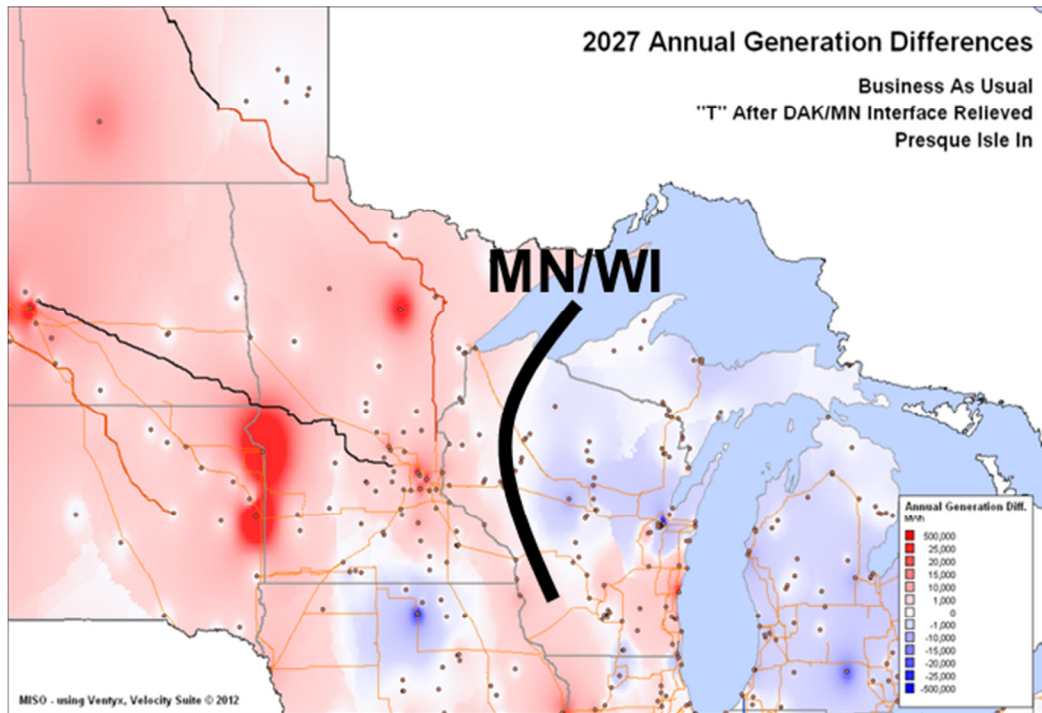 2027 Annual Generation Differences
Business As Usual
"T" After DAK/MN Interface Relieved
Presque Isle In
MN/WI
Annual Generation Diff.
MWh
500,000
25,000
20,000
15,000
10,000
1,000
0
-1,000
-10,000
-15,000
-20,000
-25,000
-500,000
MISO - using Ventyx, Velocity Suite © 2012